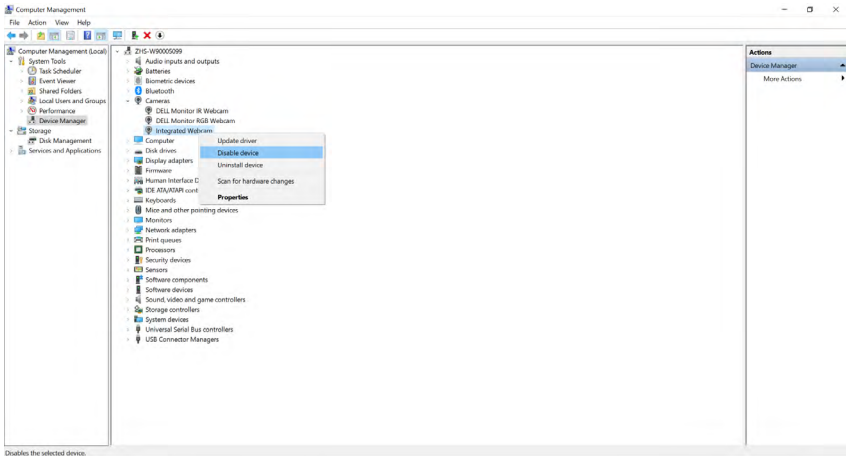 Computer Management
File Action View Help
Computer Management (Local)
System Tools
Task Scheduler
Event Viewer
Shared Folders
Local Users and Groups
Performance
Device Manager
Storage
Disk Management
Services and Applications
ZHS-W90005099
Audio inputs and outputs
Batteries
Biometric devices
Bluetooth
Cameras
DELL Monitor IR Webcam
DELL Monitor RGB Webcam
Integrated Webcam
Computer
Disk drives
Display adapters
Firmware
Human Interface D
IDE ATA/ATAPI cont
Keyboards
Mice and other pointing devices
Monitors
Network adapters
Print queues
Processors
Security devices
Sensors
Software components
Software devices
Sound, video and game controllers
Storage controllers
System devices
Universal Serial Bus controllers
USB Connector Managers
Update driver
Disable device
Uninstall device
Scan for hardware changes
Properties
Actions
Device Manager
More Actions
Disables the selected device.